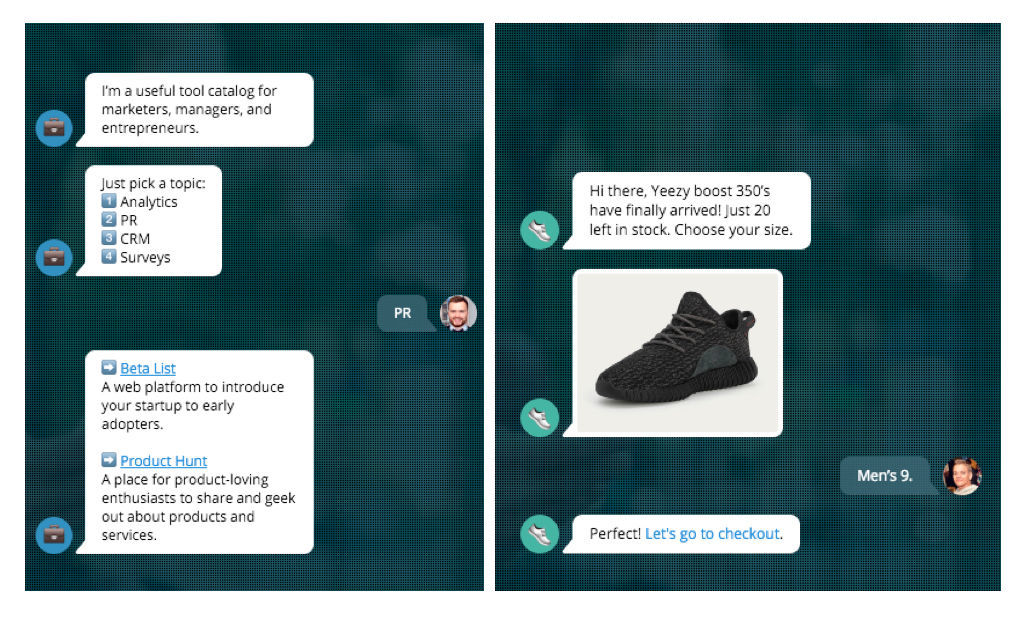 I'm a useful tool catalog for
marketers, managers, and
entrepreneurs.
Just pick a topic:
1 Analytics
2 PR
3 CRM
4 Surveys
PR
Beta List
A web platform to introduce
your startup to early
adopters.
Product Hunt
A place for product-loving
enthusiasts to share and geek
out about products and
services.
Hi there, Yeezy boost 350's
have finally arrived! Just 20
left in stock. Choose your size.
Men's 9.
Perfect! Let's go to checkout.